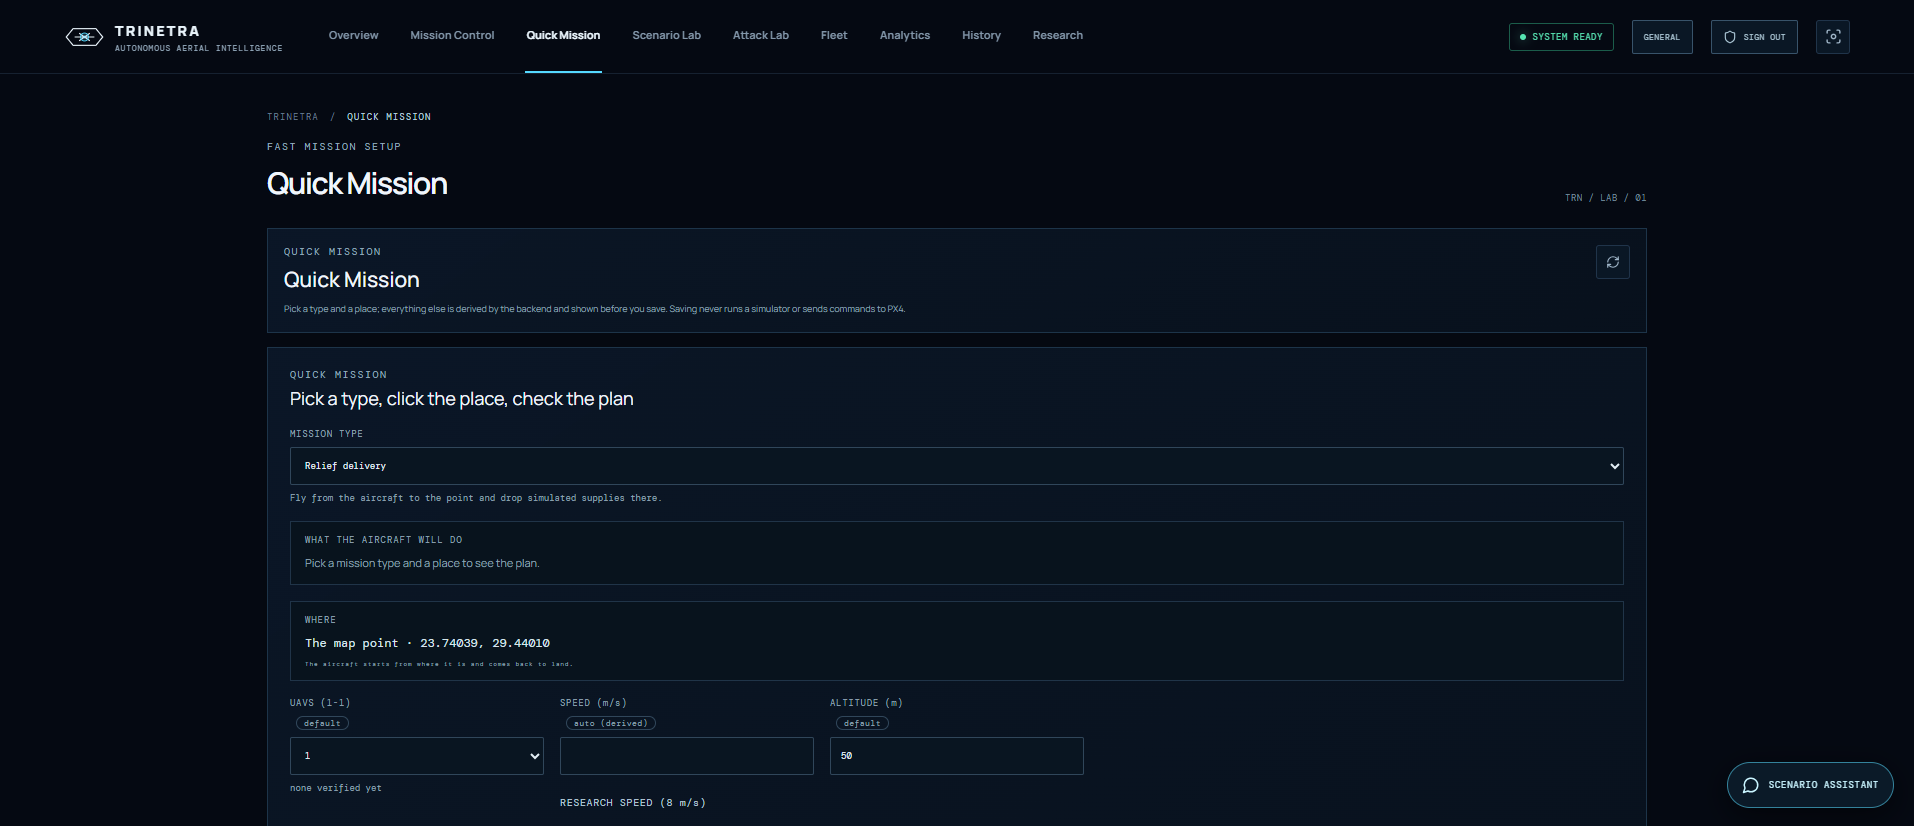 TRINETRA
AUTONOMOUS AERIAL INTELLIGENCE
Overview
Mission Control
Quick Mission
Scenario Lab
Attack Lab
Fleet
Analytics
History
Research
SYSTEM READY
GENERAL
SIGN OUT
TRINETRA / QUICK MISSION
FAST MISSION SETUP
Quick Mission
TRN / LAB / 01
QUICK MISSION
Quick Mission
Pick a type and a place; everything else is derived by the backend and shown before you save. Saving never runs a simulator or sends commands to PX4.
QUICK MISSION
Pick a type, click the place, check the plan
MISSION TYPE
Relief delivery
Fly from the aircraft to the point and drop simulated supplies there.
WHAT THE AIRCRAFT WILL DO
Pick a mission type and a place to see the plan.
WHERE
The map point · 23.74039, 29.44010
The aircraft starts from where it is and comes back to land.
UAVS (1-1)
default
1
none verified yet
SPEED (m/s)
auto (derived)
RESEARCH SPEED (8 m/s)
ALTITUDE (m)
default
50
SCENARIO ASSISTANT